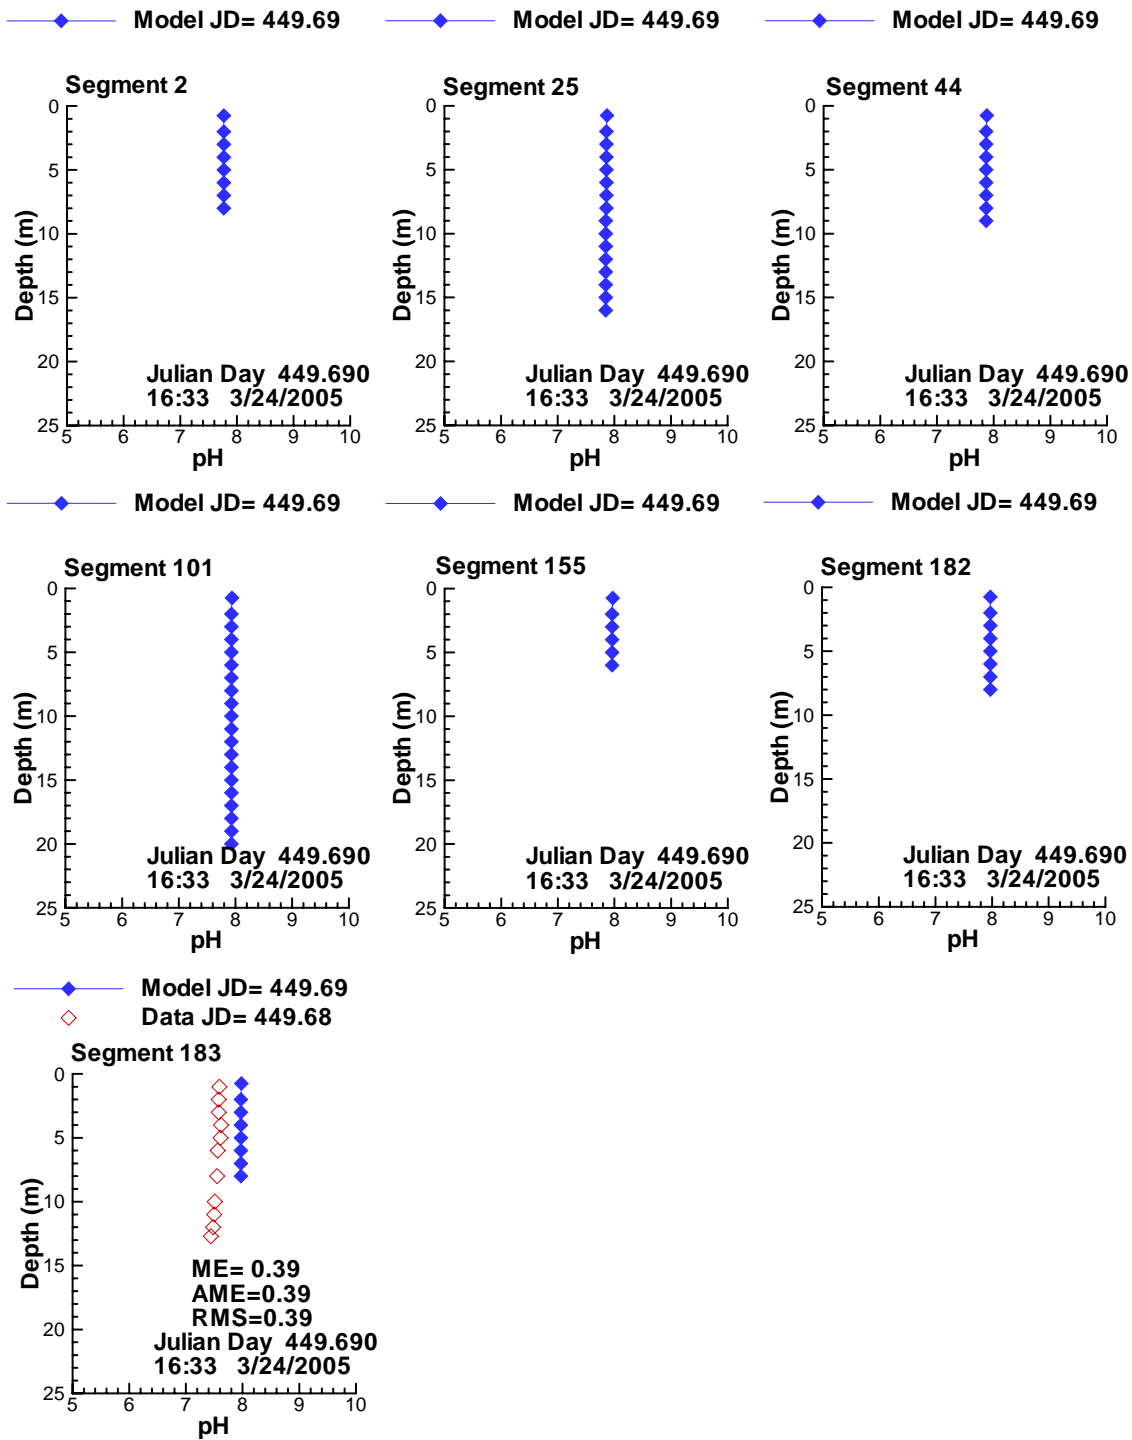 Model JD= 449.69
Model JD= 449.69
Model JD= 449.69
Segment 2
0
5
10
15
20
25
Depth (m)
Julian Day 449.690
16:33 3/24/2005
5 6 7 8 9 10
pH
Segment 25
0
5
10
15
20
25
Depth (m)
Julian Day 449.690
16:33 3/24/2005
5 6 7 8 9 10
pH
Segment 44
0
5
10
15
20
25
Depth (m)
Julian Day 449.690
16:33 3/24/2005
5 6 7 8 9 10
pH
Model JD= 449.69
Model JD= 449.69
Model JD= 449.69
Segment 101
0
5
10
15
20
25
Depth (m)
Julian Day 449.690
16:33 3/24/2005
5 6 7 8 9 10
pH
Segment 155
0
5
10
15
20
25
Depth (m)
Julian Day 449.690
16:33 3/24/2005
5 6 7 8 9 10
pH
Segment 182
0
5
10
15
20
25
Depth (m)
Julian Day 449.690
16:33 3/24/2005
5 6 7 8 9 10
pH
Model JD= 449.69
Data JD= 449.68
Segment 183
0
5
10
15
20
25
Depth (m)
ME= 0.39
AME=0.39
RMS=0.39
Julian Day 449.690
16:33 3/24/2005
5 6 7 8 9 10
pH